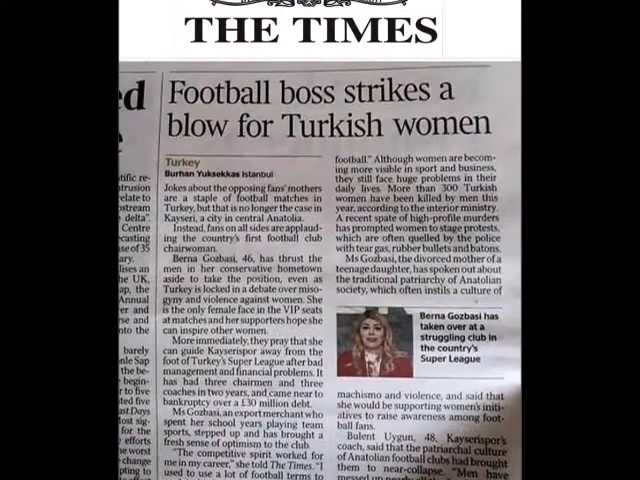 THE TIMES
ed
Football boss strikes a
blow for Turkish women
Turkey
Burhan Yuksekkas Istanbul
Jokes about the opposing fans' mothers
are a staple of football matches in
Turkey, but that is no longer the case in
Kayseri, a city in central Anatolia.
Instead, fans on all sides are applaud-
ing the country's first football club
chairwoman.
Berna Gozbasi, 46, has thrust the
men in her conservative hometown
aside to take the position, even as
Turkey is locked in a debate over miso-
gyny and violence against women. She
is the only female face in the VIP seats
at matches and her supporters hope she
can inspire other women.
More immediately, they pray that she
can guide Kayserispor away from the
foot of Turkey's Super League after bad
management and financial problems. It
has had three chairmen and three
coaches in two years, and came near to
bankruptcy over a £30 million debt.
Ms Gozbasi, an export merchant who
spent her school years playing team
sports, stepped up and has brought a
fresh sense of optimism to the club.
"The competitive spirit worked for
me in my career," she told The Times. "I
used to use a lot of football terms to
football." Although women are becom-
ing more visible in sport and business,
they still face huge problems in their
daily lives. More than 300 Turkish
women have been killed by men this
year, according to the interior ministry.
A recent spate of high-profile murders
has prompted women to stage protests,
which are often quelled by the police
with tear gas, rubber bullets and batons.
Ms Gozbasi, the divorced mother of a
teenage daughter, has spoken out about
the traditional patriarchy of Anatolian
society, which often instils a culture of
Berna Gozbasi has
taken over at a
struggling club in
the country's
Super League
machismo and violence, and said that
she would be supporting women's initi-
atives to raise awareness among foot-
ball fans.
Bulent Uygun, 48, Kayserispor's
coach, said that the patriarchal culture
of Anatolian football clubs had brought
them to near-collapse. "Men have